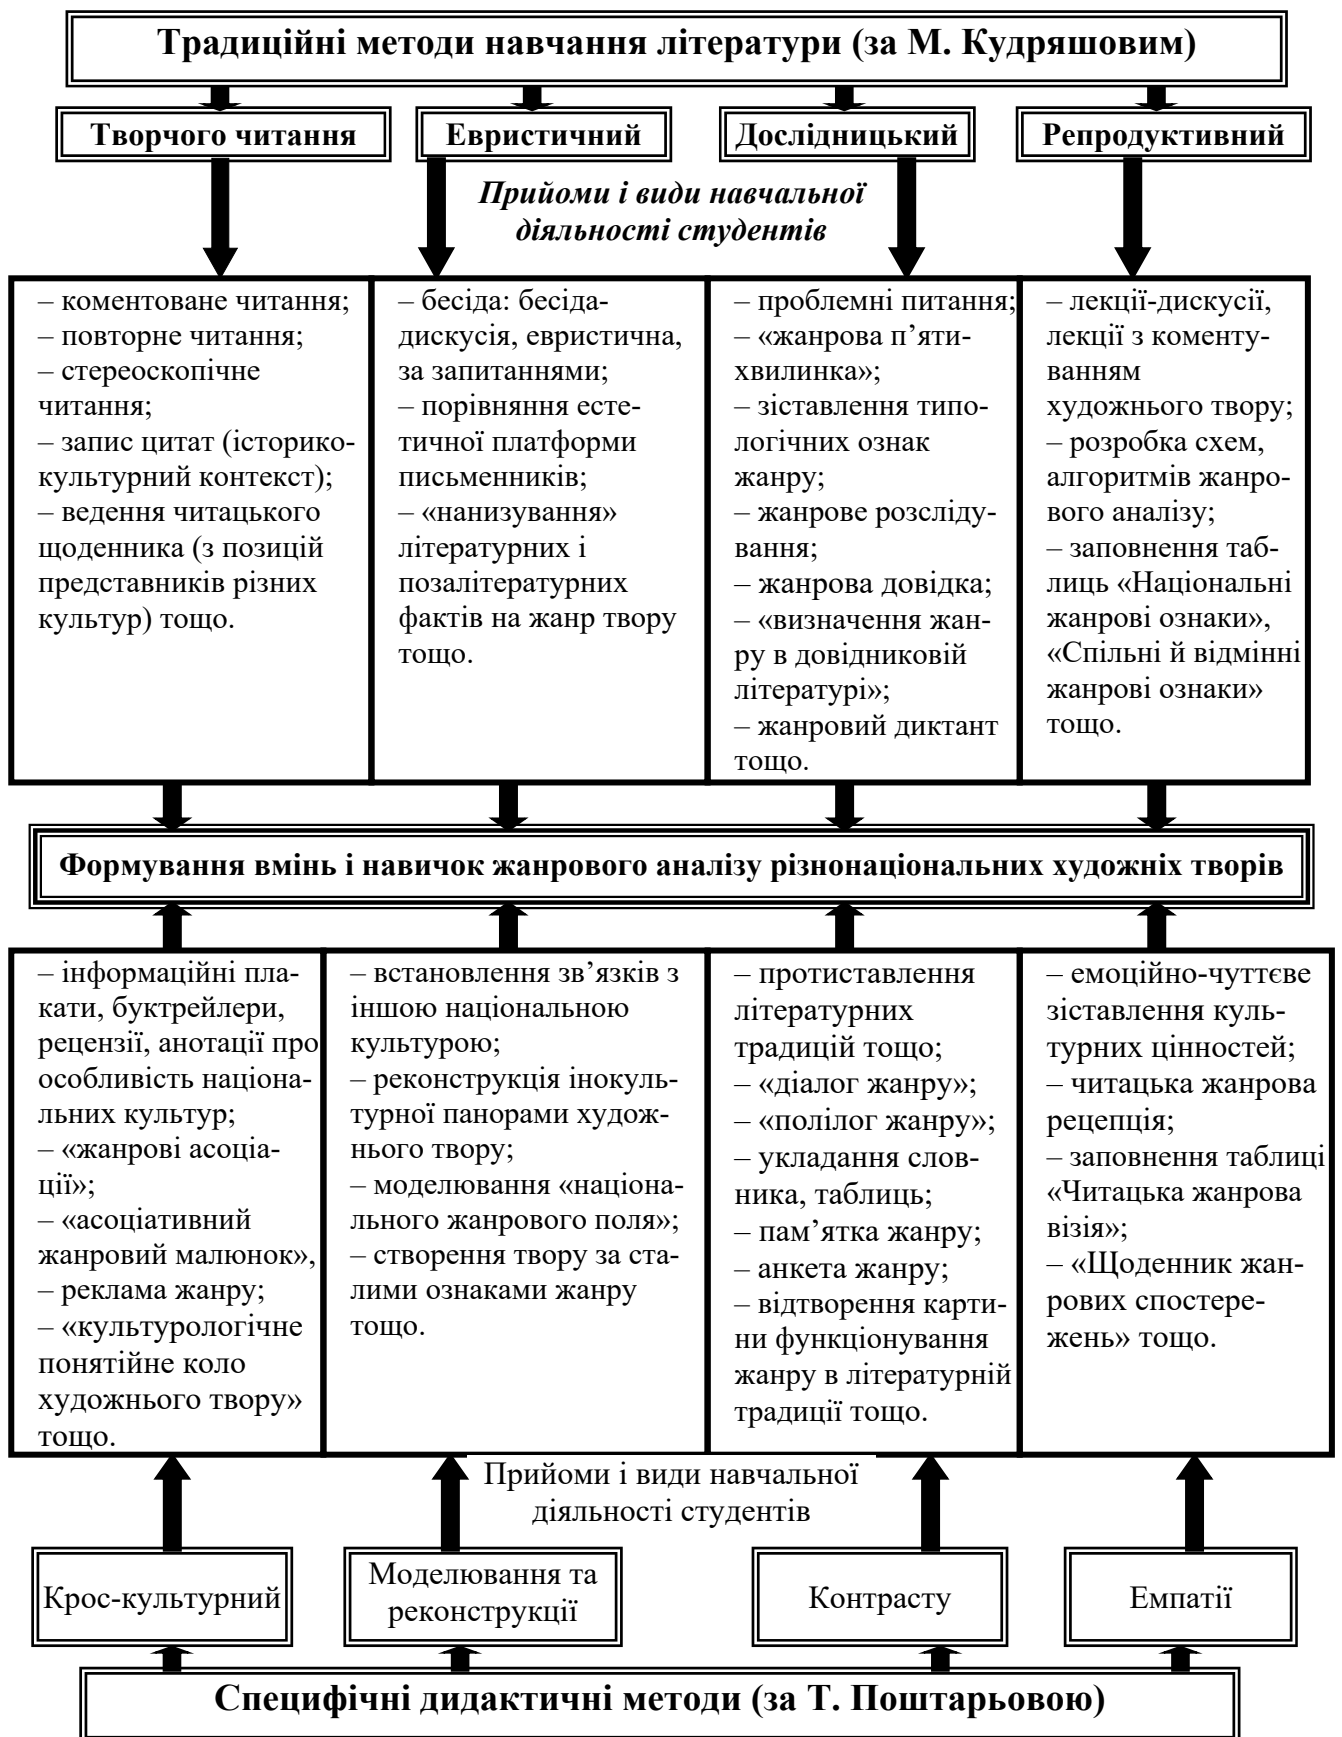 Традиційні методи навчання літератури (за М. Кудряшовим)
Творчого читання
Евристичний
Дослідницький
Репродуктивний
Прийоми і види навчальної
діяльності студентів
– коментоване читання;
– повторне читання;
– стереоскопічне
читання;
– запис цитат (історико-
культурний контекст);
– ведення читацького
щоденника (з позицій
представників різних
культур) тощо.
– бесіда: бесіда-
дискусія, евристична,
за запитаннями;
– порівняння есте-
тичної платформи
письменників;
– «нанизування»
літературних і
позалітературних
фактів на жанр твору
тощо.
– проблемні питання;
– «жанрова п’яти-
хвилинка»;
– зіставлення типо-
логічних ознак
жанру;
– жанрове розсліду-
вання;
– жанрова довідка;
– «визначення жан-
ру в довідниковій
літературі»;
– жанровий диктант
тощо.
– лекції-дискусії,
лекції з коменту-
ванням
художнього твору;
– розробка схем,
алгоритмів жанро-
вого аналізу;
– заповнення таб-
лиць «Національні
жанрові ознаки»,
«Спільні й відмінні
жанрові ознаки»
тощо.
Формування вмінь і навичок жанрового аналізу різнонаціональних художніх творів
– інформаційні пла-
кати, буктрейлери,
рецензії, анотації про
особливість націона-
льних культур;
– «жанрові асоціа-
ції»;
– «асоціативний
жанровий малюнок»,
– реклама жанру;
– «культурологічне
понятійне коло
художнього твору»
тощо.
– встановлення зв’язків з
іншою національною
культурою;
– реконструкція інокуль-
турної панорами худож-
нього твору;
– моделювання «націона-
льного жанрового поля»;
– створення твору за ста-
лими ознаками жанру
тощо.
– протиставлення
літературних
традицій тощо;
– «діалог жанру»;
– «полілог жанру»;
– укладання слов-
ника, таблиць;
– пам’ятка жанру;
– анкета жанру;
– відтворення карти-
ни функціонування
жанру в літературній
традиції тощо.
– емоційно-чуттєве
зіставлення куль-
турних цінностей;
– читацька жанрова
рецепція;
– заповнення таблиці
«Читацька жанрова
візія»;
– «Щоденник жан-
рових спостере-
жень» тощо.
Прийоми і види навчальної
діяльності студентів
Крос-культурний
Моделювання та
реконструкції
Контрасту
Емпатії
Специфічні дидактичні методи (за Т. Поштарьовою)